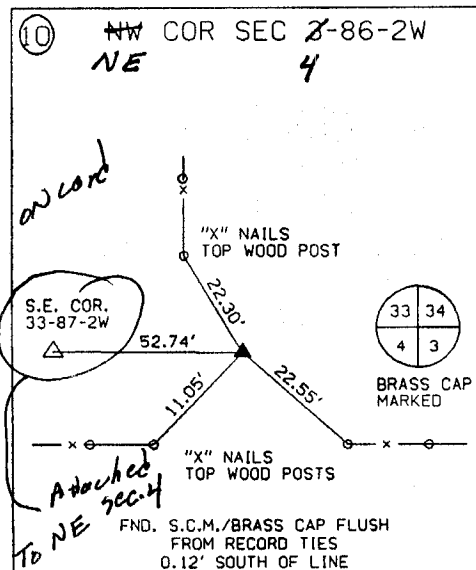 10 NW COR SEC 3-86-2W
NE 4
on card
"X" NAILS
TOP WOOD POST
22.30'
S.E. COR.
33-87-2W
52.74'
33 34
4 3
BRASS CAP
MARKED
11.05'
22.55'
"X" NAILS
TOP WOOD POSTS
Attached
To NE sec. 4
FND. S.C.M./BRASS CAP FLUSH
FROM RECORD TIES
0.12' SOUTH OF LINE